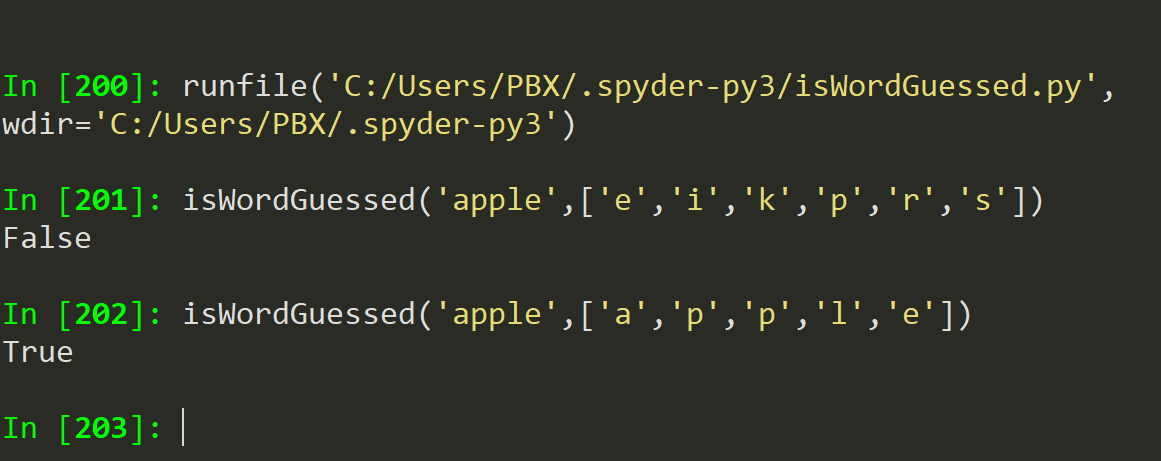 In [200]: runfile('C:/Users/PBX/.spyder-py3/isWordGuessed.py',
wdir='C:/Users/PBX/.spyder-py3')
In [201]: isWordGuessed('apple',['e','i','k','p','r','s'])
False
In [202]: isWordGuessed('apple',['a','p','p','l','e'])
True
In [203]: